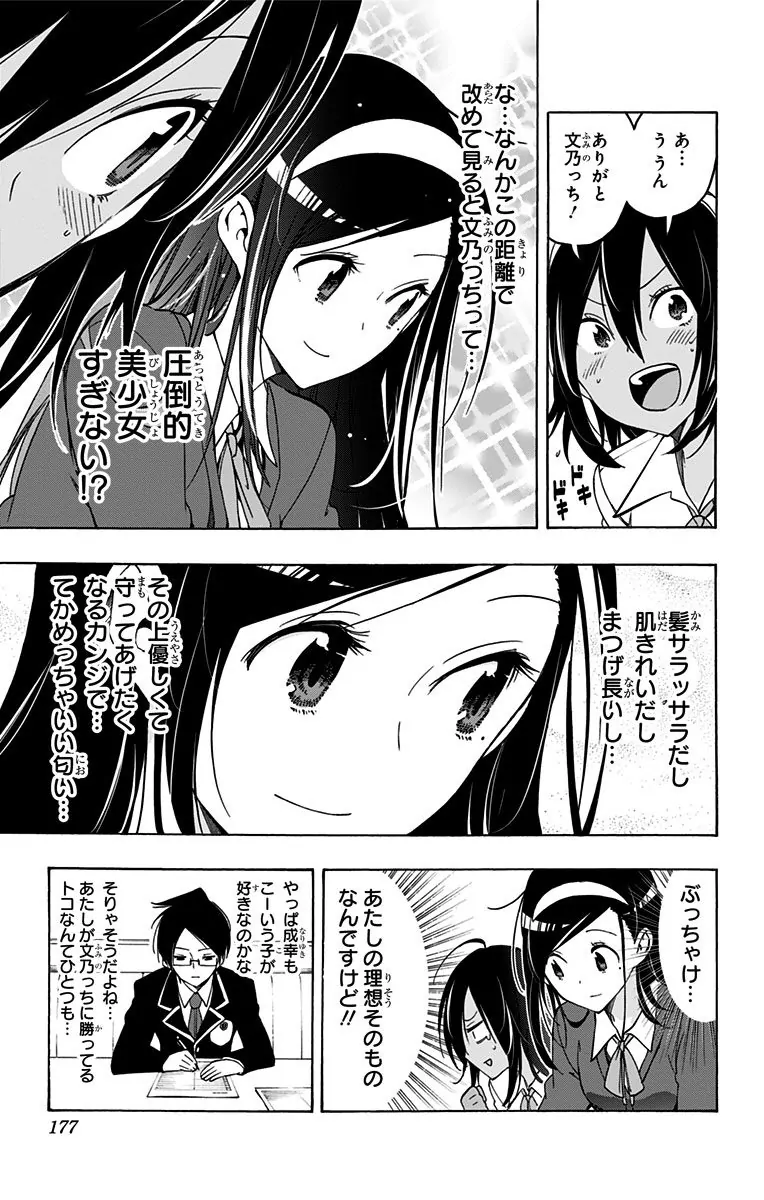 あ…
う うん
ありがと
文乃っち！
ドキ
ドキ
な…なんかこの距離で
改めて見ると文乃っちって…
圧倒的
美少女
すぎない!?
髪サラッサラだし
肌きれいだし
まつげ長いし…
その上優しくて
守ってあげたく
なるカンジで…
てかめっちゃいい匂い…
ぶっちゃけ…
あたしの理想そのもの
なんですけど!!
やっぱ成幸も
こーいう子が
好きなのかな
そりゃそうだよね…
あたしが文乃っちに勝ってる
トコなんてひとつも…
177